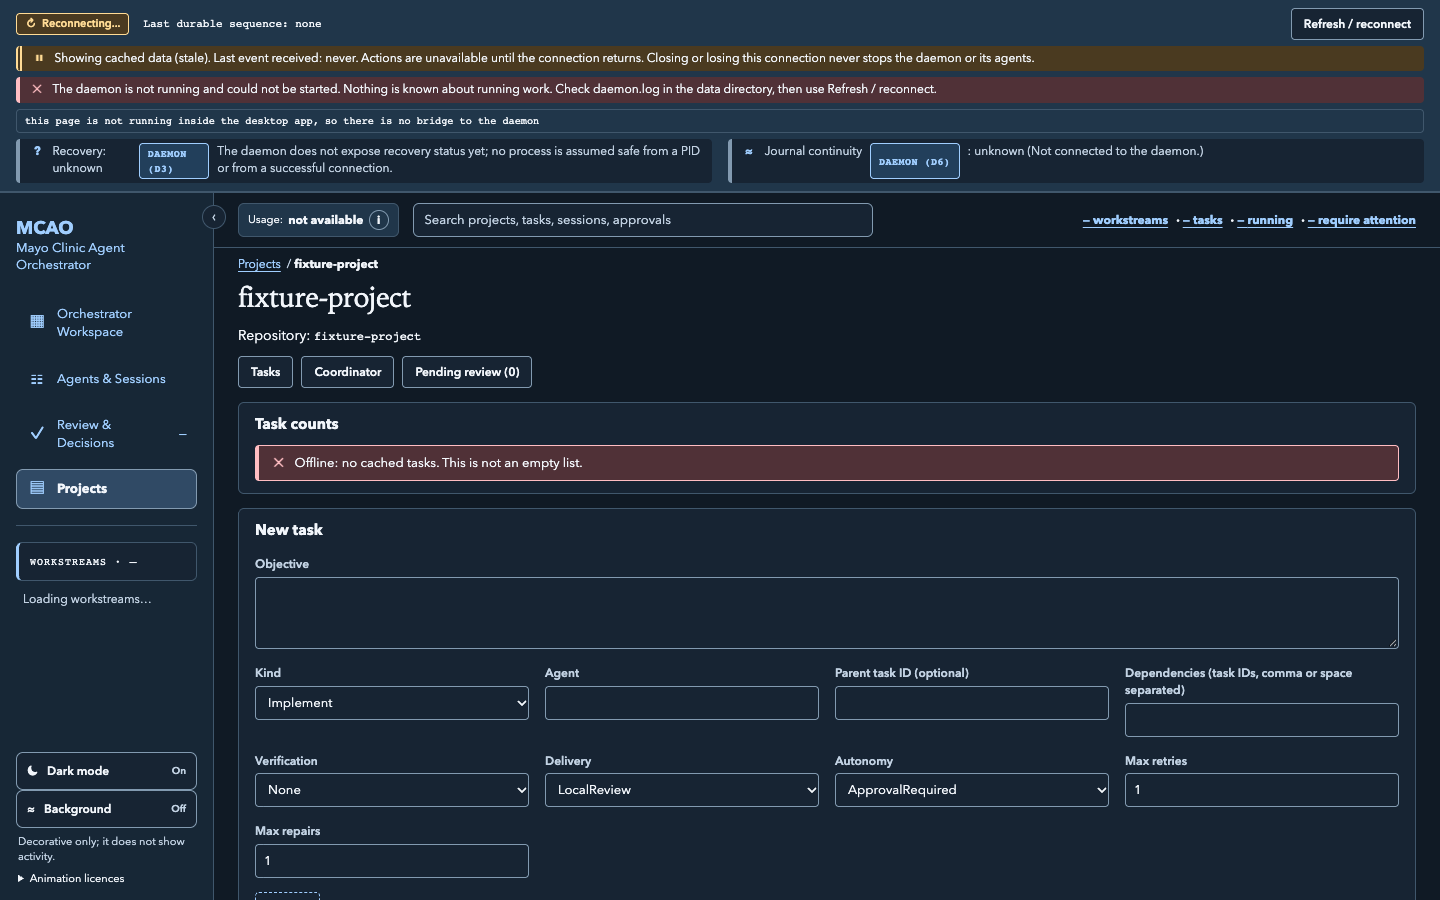 Reconnecting...
Last durable sequence: none
Refresh / reconnect
Showing cached data (stale). Last event received: never. Actions are unavailable until the connection returns. Closing or losing this connection never stops the daemon or its agents.
The daemon is not running and could not be started. Nothing is known about running work. Check daemon.log in the data directory, then use Refresh / reconnect.
this page is not running inside the desktop app, so there is no bridge to the daemon
? Recovery:
unknown
DAEMON
(D3)
The daemon does not expose recovery status yet; no process is assumed safe from a PID
or from a successful connection.
≈ Journal continuity
DAEMON (D6)
: unknown (Not connected to the daemon.)
MCAO
Mayo Clinic Agent
Orchestrator
Orchestrator
Workspace
Agents & Sessions
Review &
Decisions
–
Projects
WORKSTREAMS · –
Loading workstreams…
Dark mode On
≈ Background Off
Decorative only; it does not show
activity.
Animation licences
‹
Usage: not available i
Search projects, tasks, sessions, approvals
– workstreams · – tasks · – running · – require attention
Projects / fixture-project
fixture-project
Repository: fixture-project
Tasks
Coordinator
Pending review (0)
Task counts
Offline: no cached tasks. This is not an empty list.
New task
Objective
Kind
Implement
Agent
Parent task ID (optional)
Dependencies (task IDs, comma or space
separated)
Verification
None
Delivery
LocalReview
Autonomy
ApprovalRequired
Max retries
1
Max repairs
1